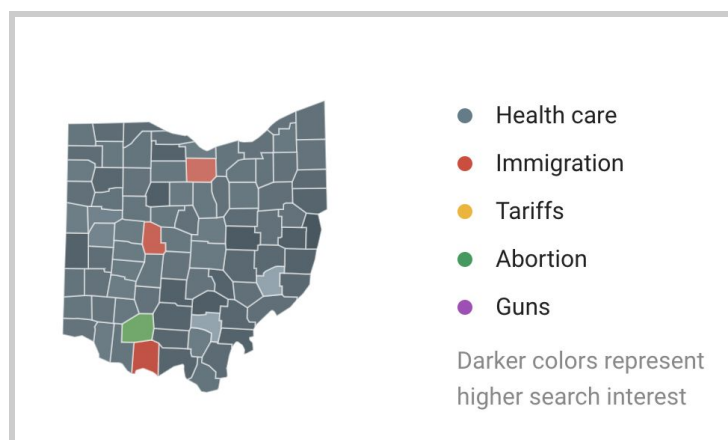 Health care
Immigration
Tariffs
Abortion
Guns
Darker colors represent
higher search interest